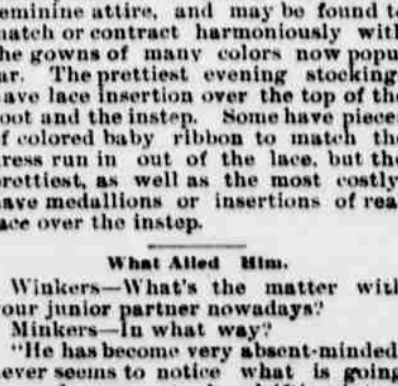 eminine attire, and may be found t
natch or contract harmoniously wit
he gowns of many colors now popu
ar. The prettiest evening stocking
ave lace insertion over the top of the
oot and the instep. Some have piece
f colored baby ribbon to match the
ress run in out of the lace, but the
rettiest, as well as the most costly
ave medallions or insertions of rea
ace over the instep.
What Ailed Him.
Winkers—What's the matter with
our junior partner nowadays?
Minkers—In what way?
"He has become very absent-minded
ever seems to notice what is going